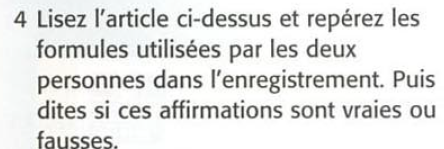 4 Lisez l'article ci-dessus et repérez les
formules utilisées par les deux
personnes dans l'enregistrement. Puis
dites si ces affirmations sont vraies ou
fausses.